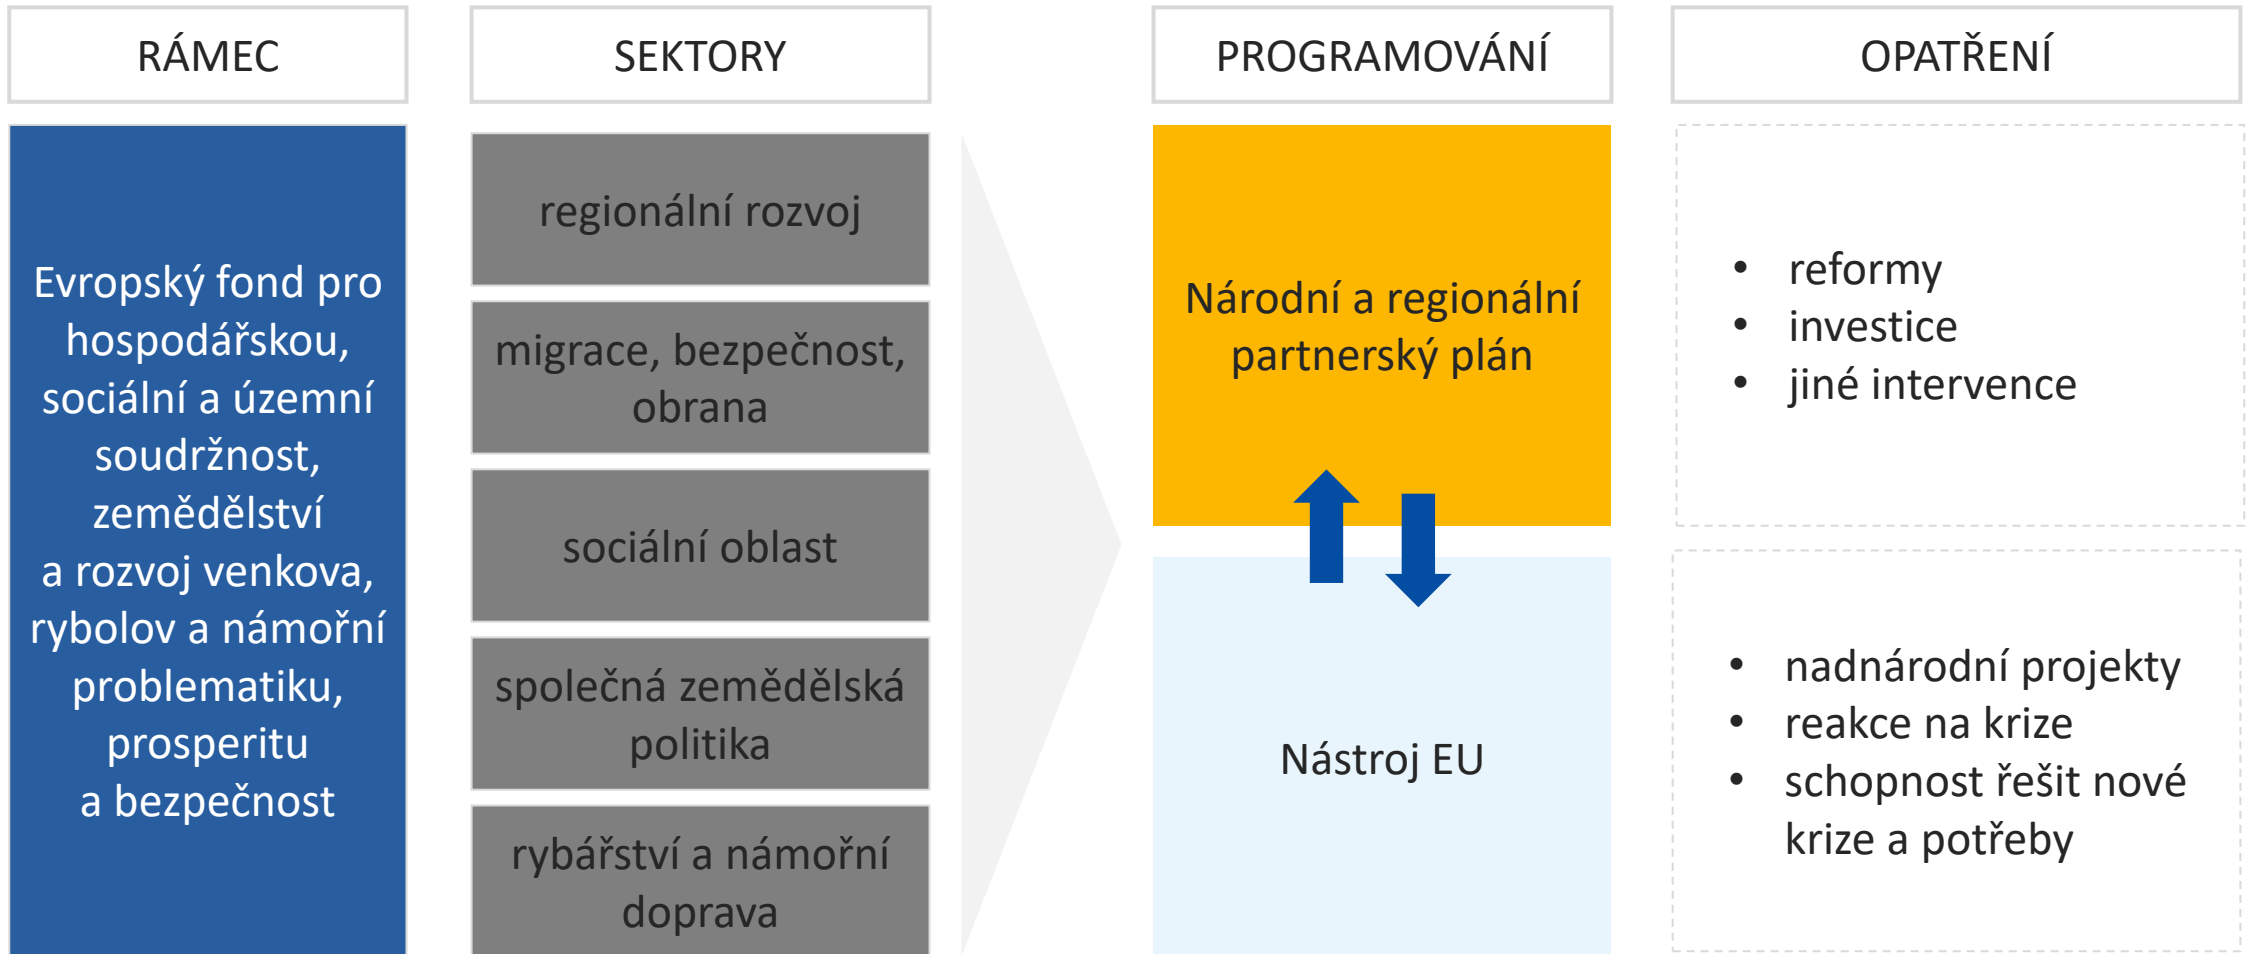 RÁMEC
SEKTORY
PROGRAMOVÁNÍ
OPATŘENÍ
Evropský fond pro
hospodářskou,
sociální a územní
soudržnost,
zemědělství
a rozvoj venkova,
rybolov a námořní
problematiku,
prosperitu
a bezpečnost
regionální rozvoj
migrace, bezpečnost,
obrana
sociální oblast
společná zemědělská
politika
rybářství a námořní
doprava
Národní a regionální
partnerský plán
Nástroj EU
• reformy
• investice
• jiné intervence
• nadnárodní projekty
• reakce na krize
• schopnost řešit nové
krize a potřeby